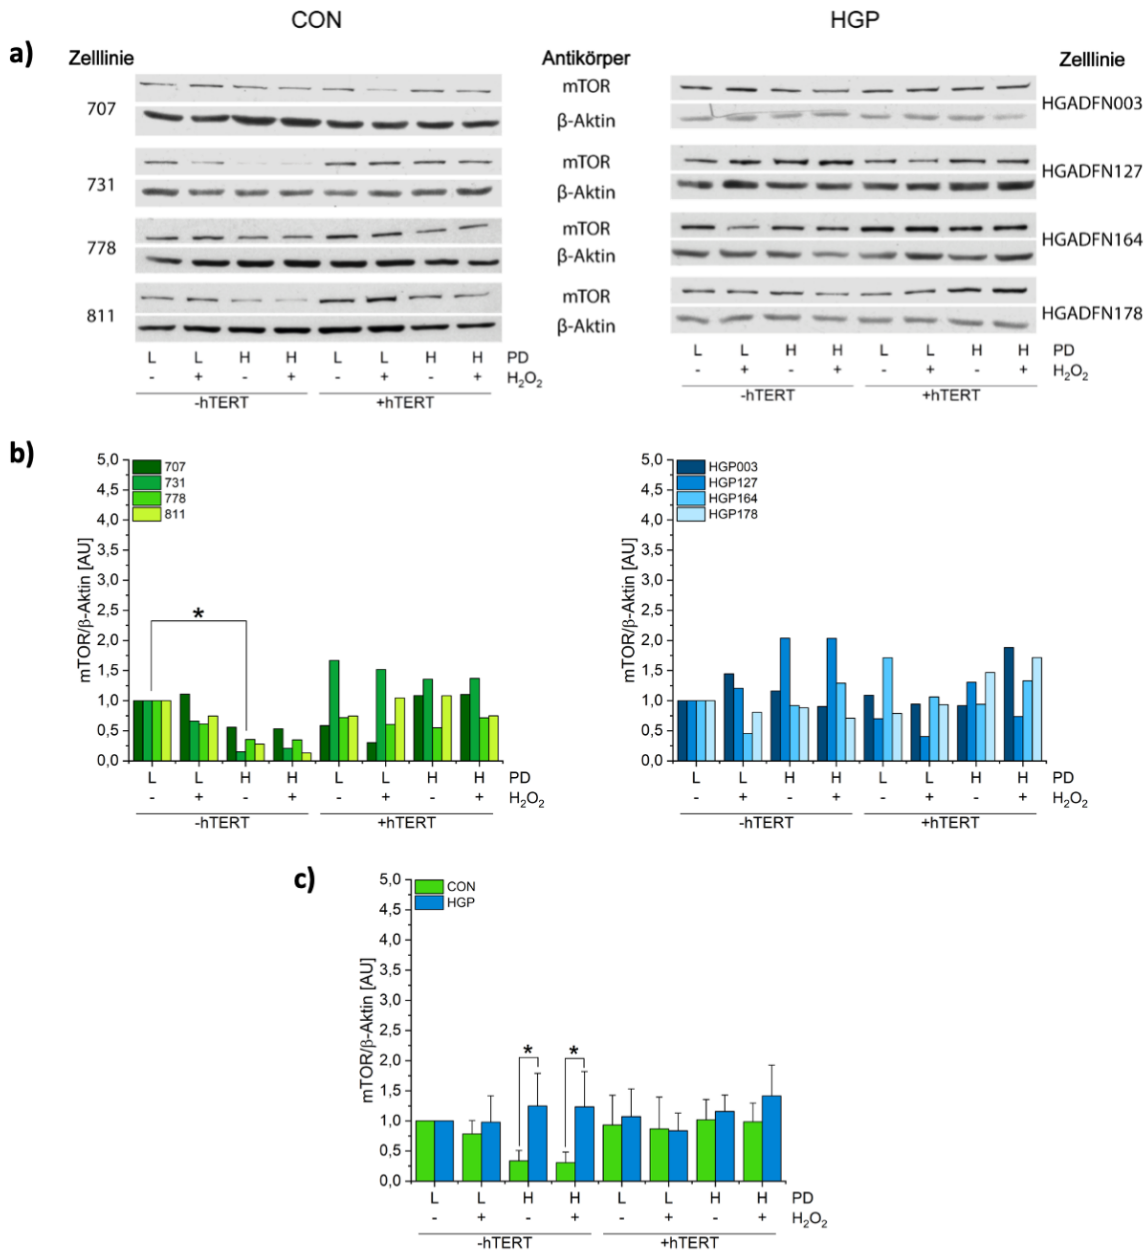 CON
HGP
a)
Zelllinie
Antikörper
Zelllinie
707
mTOR
β-Aktin
HGADFN003
731
mTOR
β-Aktin
HGADFN127
778
mTOR
β-Aktin
HGADFN164
811
mTOR
β-Aktin
HGADFN178
L L H H L L H H PD
- + - + - + - + H₂O₂
-hTERT +hTERT
L L H H L L H H PD
- + - + - + - + H₂O₂
-hTERT +hTERT
b)
mTOR/β-Aktin [AU]
5,0
4,5
4,0
3,5
3,0
2,5
2,0
1,5
1,0
0,5
0,0
707
731
778
811
*
L L H H L L H H PD
- + - + - + - + H₂O₂
-hTERT +hTERT
mTOR/β-Aktin [AU]
5,0
4,5
4,0
3,5
3,0
2,5
2,0
1,5
1,0
0,5
0,0
HGP003
HGP127
HGP164
HGP178
L L H H L L H H PD
- + - + - + - + H₂O₂
-hTERT +hTERT
c)
mTOR/β-Aktin [AU]
5,0
4,5
4,0
3,5
3,0
2,5
2,0
1,5
1,0
0,5
0,0
CON
HGP
* *
L L H H L L H H PD
- + - + - + - + H₂O₂
-hTERT +hTERT